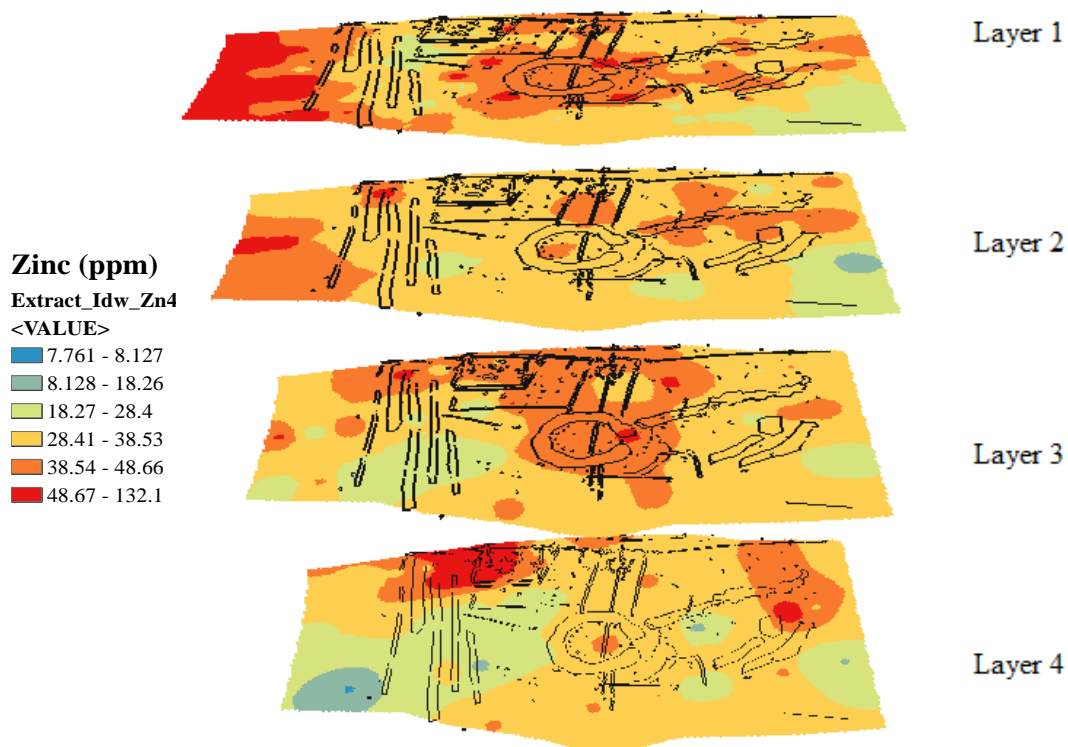 Layer 1
Layer 2
Zinc (ppm)
Extract_Idw_Zn4
<VALUE>
7.761 - 8.127
8.128 - 18.26
18.27 - 28.4
28.41 - 38.53
38.54 - 48.66
48.67 - 132.1
Layer 3
Layer 4